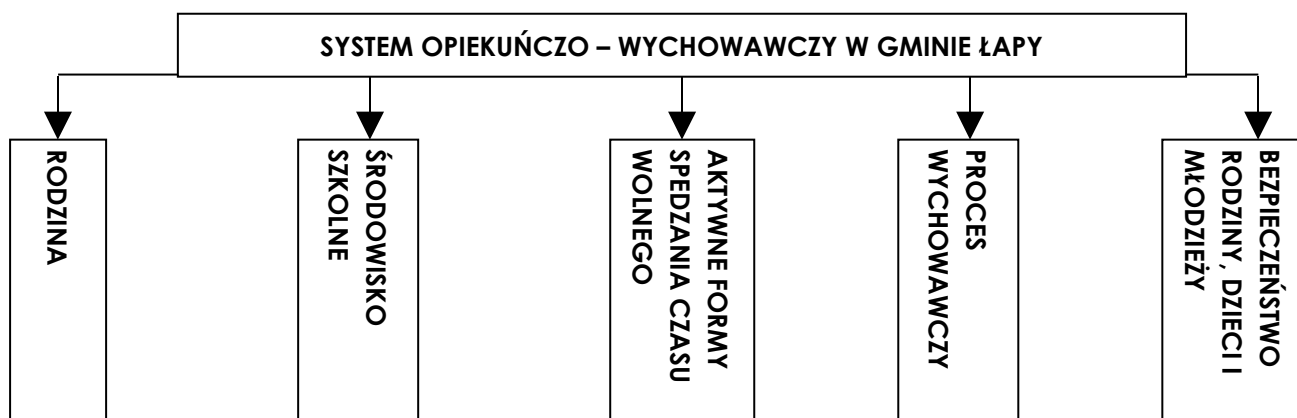 SYSTEM OPIEKUŃCZO – WYCHOWAWCZY W GMINIE ŁAPY
RODZINA
ŚRODOWISKO
SZKOLNE
AKTYWNE FORMY
SPEDZANIA CZASU
WOLNEGO
PROCES
WYCHOWAWCZY
BEZPIECZEŃSTWO
RODZINY, DZIECI I
MŁODZIEŻY